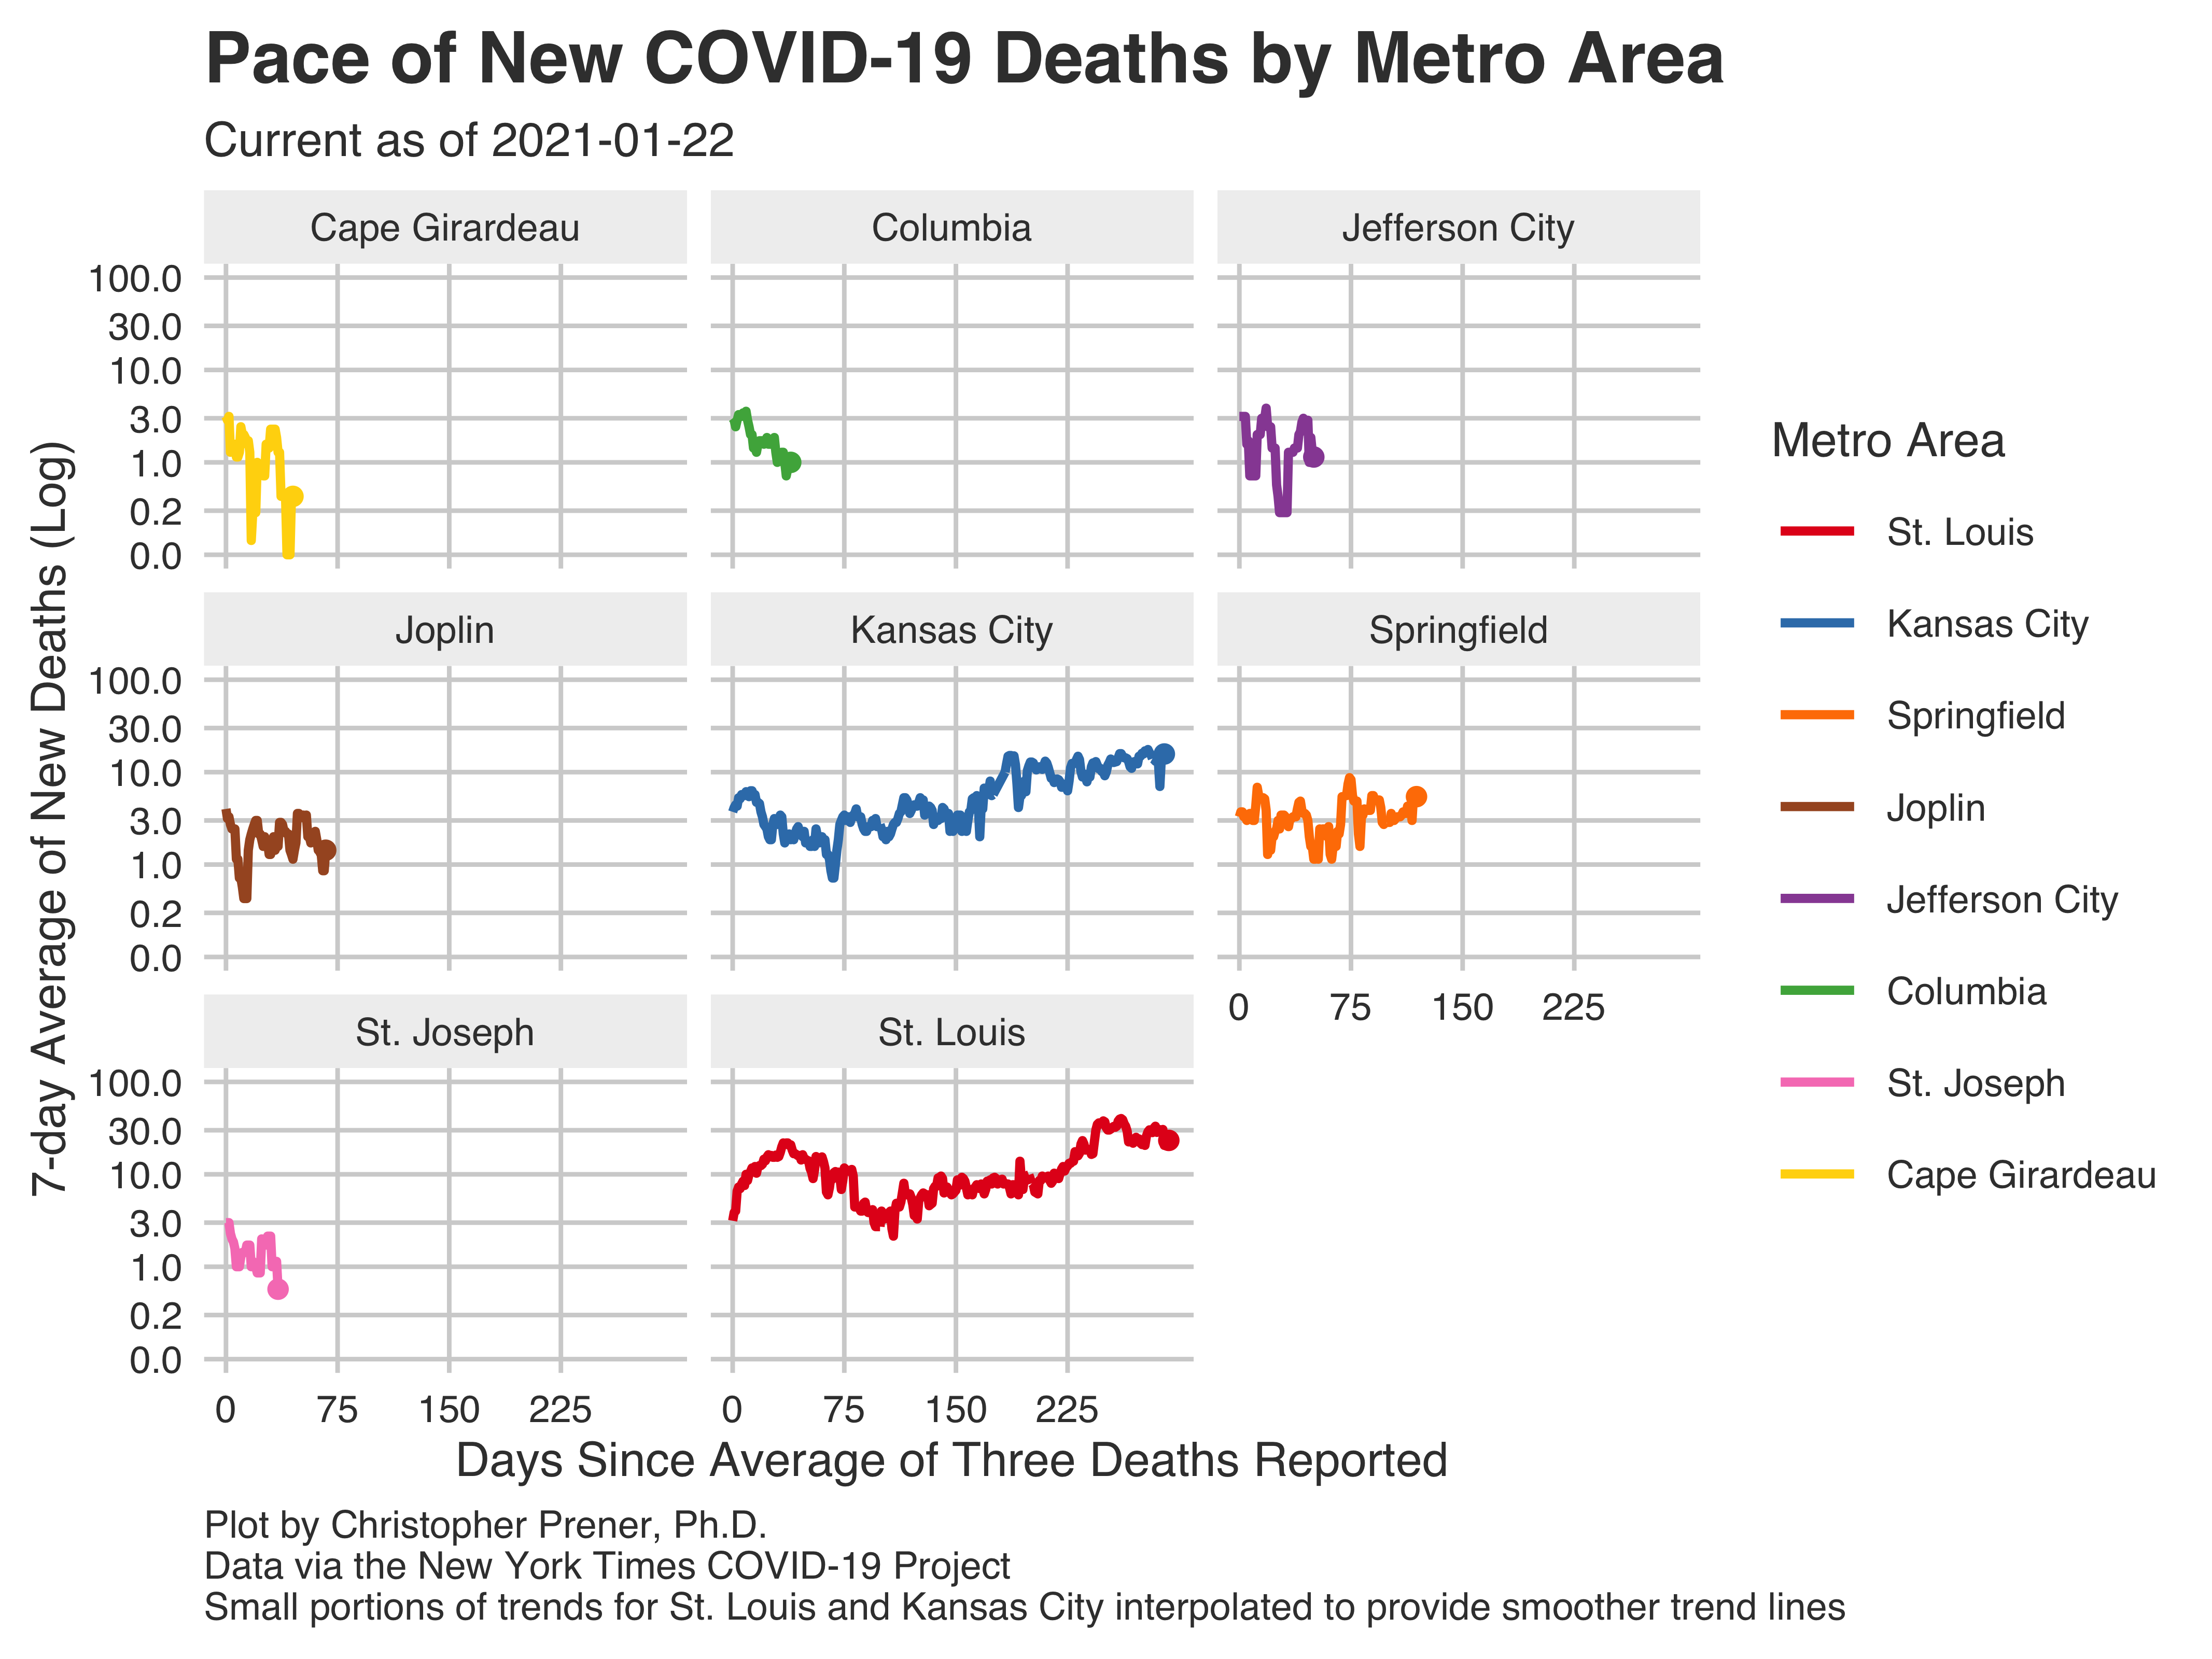 Pace of New COVID-19 Deaths by Metro Area
Current as of 2021-01-22
Cape Girardeau
Columbia
Jefferson City
100.0
30.0
10.0
3.0
1.0
0.2
0.0
Joplin
Kansas City
Springfield
100.0
30.0
10.0
3.0
1.0
0.2
0.0
0 75 150 225
St. Joseph
St. Louis
100.0
30.0
10.0
3.0
1.0
0.2
0.0
0 75 150 225
0 75 150 225
7-day Average of New Deaths (Log)
Days Since Average of Three Deaths Reported
Metro Area
St. Louis
Kansas City
Springfield
Joplin
Jefferson City
Columbia
St. Joseph
Cape Girardeau
Plot by Christopher Prener, Ph.D.
Data via the New York Times COVID-19 Project
Small portions of trends for St. Louis and Kansas City interpolated to provide smoother trend lines